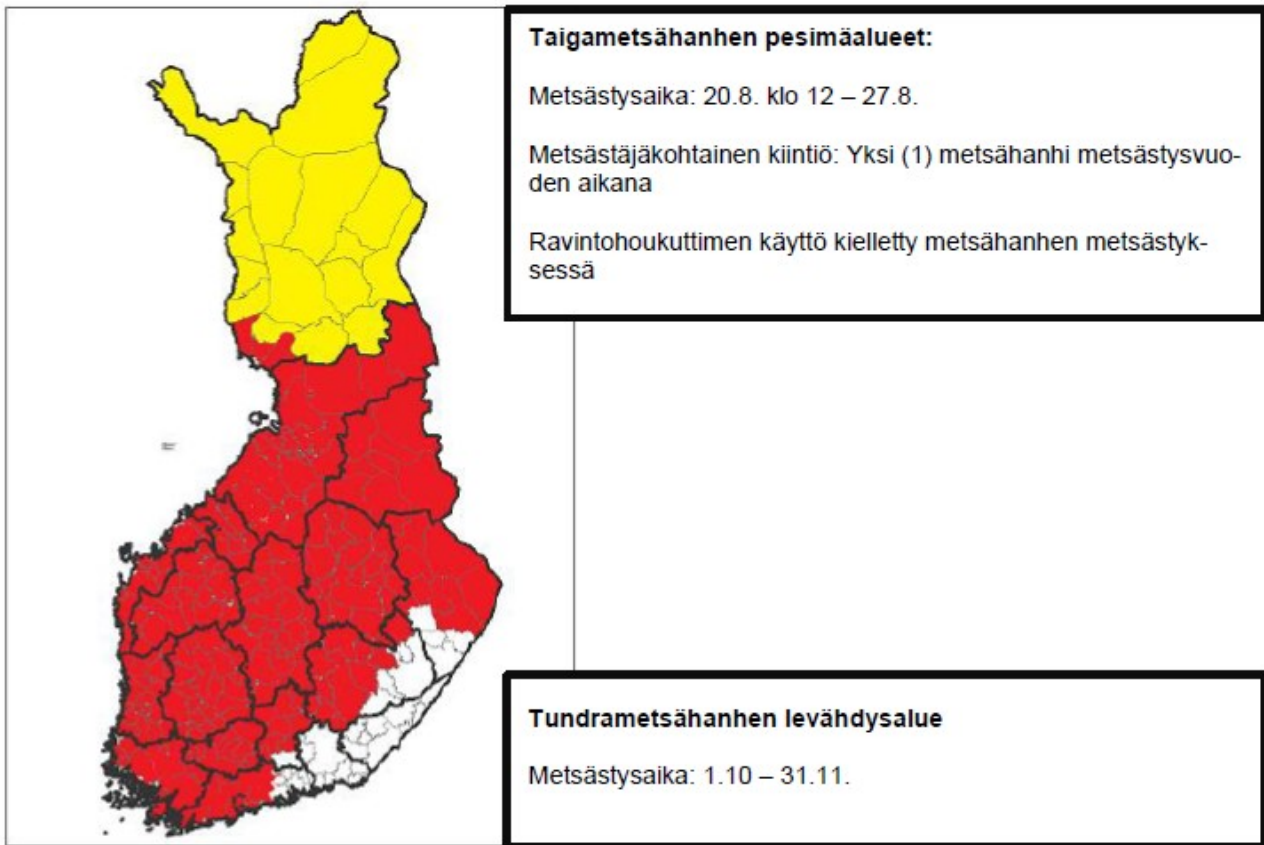 Taigametsähanhen pesimäalueet:
Metsästysaika: 20.8. klo 12 – 27.8.
Metsästäjäkohtainen kiintiö: Yksi (1) metsähanhi metsästysvuo-
den aikana
Ravintohoukuttimen käyttö kielletty metsähanhen metsästyk-
sessä
Tundrametsähanhen levähdysalue
Metsästysaika: 1.10 – 31.11.